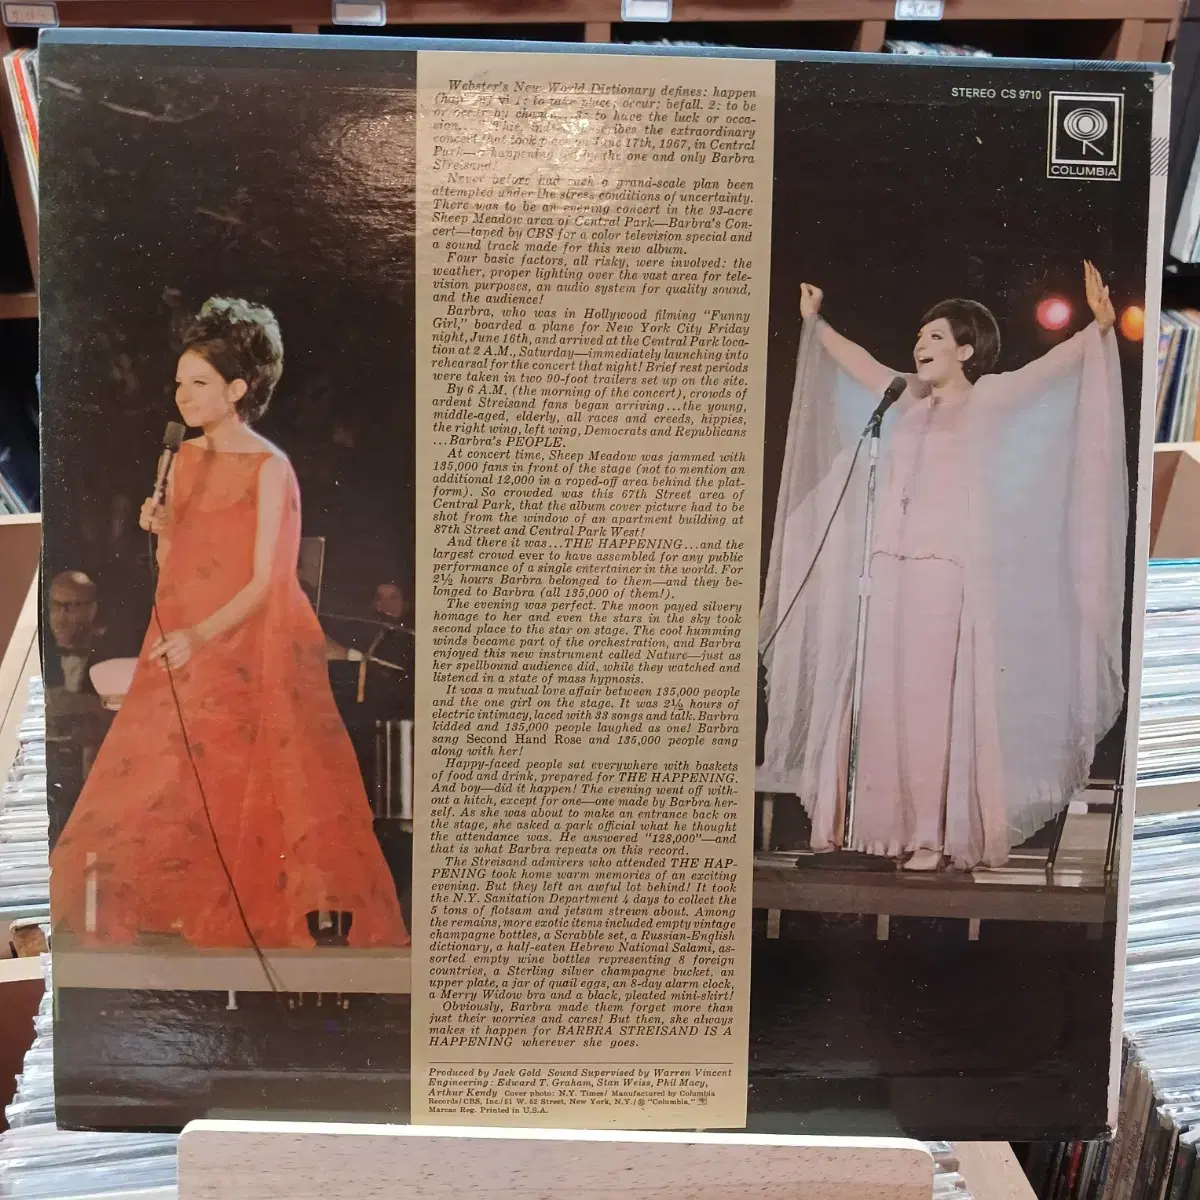 STEREO CS 9710
COLUMBIA
Webster's New World Dictionary defines: happen
vi 1: to take place; occur; befall. 2: to be
or occur by to have the luck or occa-
This, the extraordinary
concert that took place on June 17th, 1967, in Central
Park—a happening the one and only Barbra
Streisand.
Never before had such a grand-scale plan been
attempted under the stress conditions of uncertainty.
There was to be an evening concert in the 93-acre
Sheep Meadow area of Central Park—Barbra's Con-
cert—taped by CBS for a color television special and
a sound track made for this new album.
Four basic factors, all risky, were involved: the
weather, proper lighting over the vast area for tele-
vision purposes, an audio system for quality sound,
and the audience!
Barbra, who was in Hollywood filming "Funny
Girl," boarded a plane for New York City Friday
night, June 16th, and arrived at the Central Park loca-
tion at 2 A.M., Saturday—immediately launching into
rehearsal for the concert that night! Brief rest periods
were taken in two 90-foot trailers set up on the site.
By 6 A.M. (the morning of the concert), crowds of
ardent Streisand fans began arriving...the young,
middle-aged, elderly, all races and creeds, hippies,
the right wing, left wing, Democrats and Republicans
...Barbra's PEOPLE.
At concert time, Sheep Meadow was jammed with
135,000 fans in front of the stage (not to mention an
additional 12,000 in a roped-off area behind the plat-
form). So crowded was this 67th Street area of
Central Park, that the album cover picture had to be
shot from the window of an apartment building at
87th Street and Central Park West!
And there it was...THE HAPPENING...and the
largest crowd ever to have assembled for any public
performance of a single entertainer in the world. For
2½ hours Barbra belonged to them—and they be-
longed to Barbra (all 135,000 of them!).
The evening was perfect. The moon payed silvery
homage to her and even the stars in the sky took
second place to the star on stage. The cool humming
winds became part of the orchestration, and Barbra
enjoyed this new instrument called Nature—just as
her spellbound audience did, while they watched and
listened in a state of mass hypnosis.
It was a mutual love affair between 135,000 people
and the one girl on the stage. It was 2½ hours of
electric intimacy, laced with 33 songs and talk. Barbra
kidded and 135,000 people laughed as one! Barbra
sang Second Hand Rose and 135,000 people sang
along with her!
Happy-faced people sat everywhere with baskets
of food and drink, prepared for THE HAPPENING.
And boy—did it happen! The evening went off with-
out a hitch, except for one—one made by Barbra her-
self. As she was about to make an entrance back on
the stage, she asked a park official what he thought
the attendance was. He answered "128,000"—and
that is what Barbra repeats on this record.
The Streisand admirers who attended THE HAP-
PENING took home warm memories of an exciting
evening. But they left an awful lot behind! It took
the N.Y. Sanitation Department 4 days to collect the
5 tons of flotsam and jetsam strewn about. Among
the remains, more exotic items included empty vintage
champagne bottles, a Scrabble set, a Russian-English
dictionary, a half-eaten Hebrew National Salami, as-
sorted empty wine bottles representing 8 foreign
countries, a Sterling silver champagne bucket, an
upper plate, a jar of quail eggs, an 8-day alarm clock,
a Merry Widow bra and a black, pleated mini-skirt!
Obviously, Barbra made them forget more than
just their worries and cares! But then, she always
makes it happen for BARBRA STREISAND IS A
HAPPENING wherever she goes.
Produced by Jack Gold Sound Supervised by Warren Vincent
Engineering: Edward T. Graham, Stan Weiss, Phil Macy,
Arthur Kendy Cover photo: N.Y. Times/ Manufactured by Columbia
Records/CBS, Inc./51 W. 52 Street, New York, N.Y./® "Columbia,"
Marcas Reg. Printed in U.S.A.